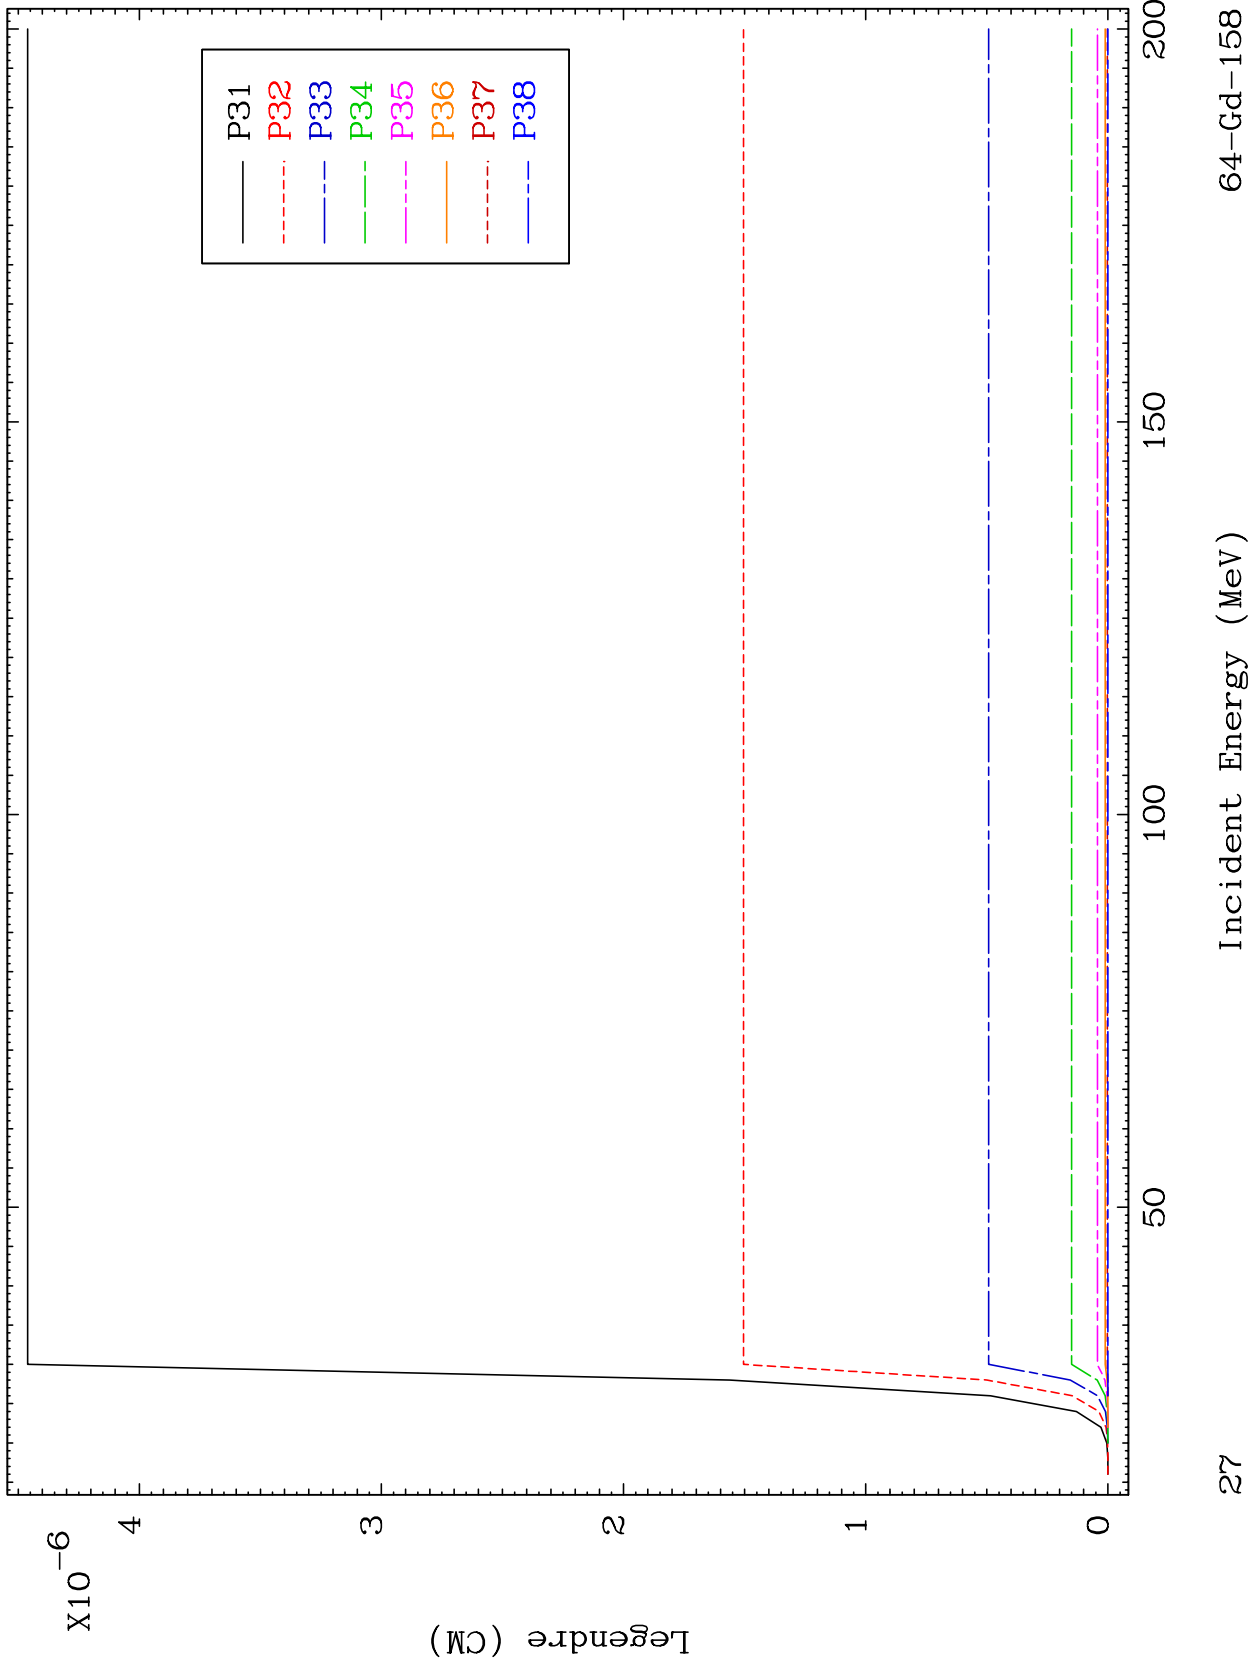 X10-6
Legendre (CM)
4
3
2
1
0
50
100
150
200
Incident Energy (MeV)
P31
P32
P33
P34
P35
P36
P37
P38
27
64-Gd-158